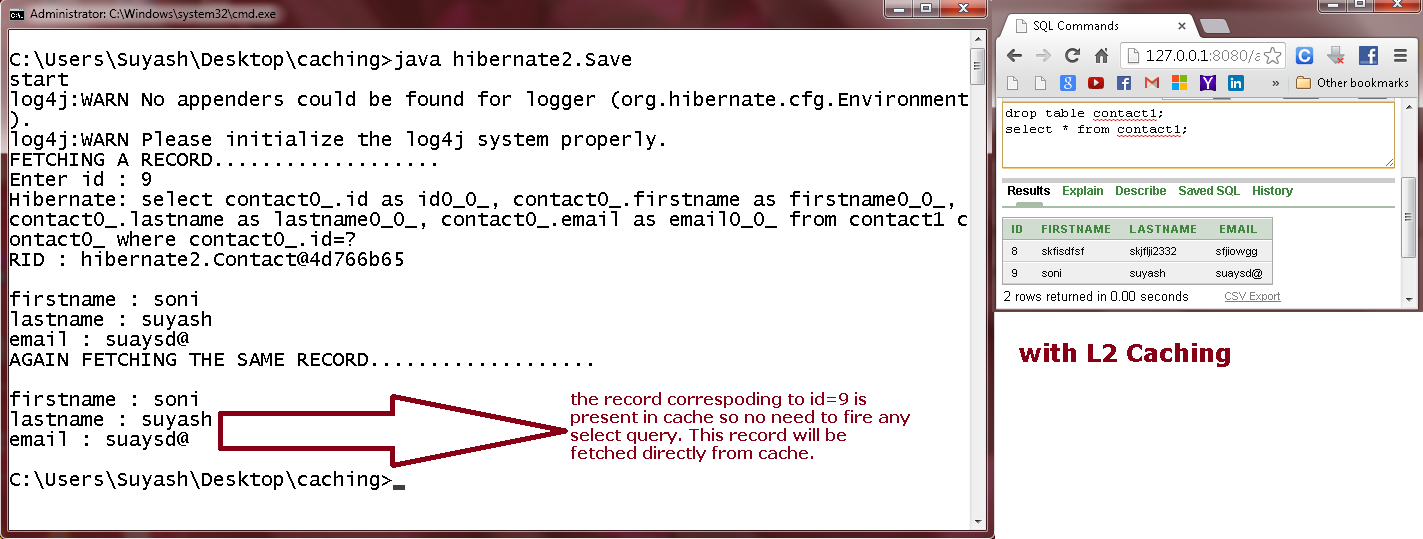 Administrator: C:\Windows\system32\cmd.exe
C:\Users\Suyash\Desktop\caching>java hibernate2.Save
start
log4j:WARN No appenders could be found for logger (org.hibernate.cfg.Environment
).
log4j:WARN Please initialize the log4j system properly.
FETCHING A RECORD...................
Enter id : 9
Hibernate: select contact0_.id as id0_0_, contact0_.firstname as firstname0_0_,
contact0_.lastname as lastname0_0_, contact0_.email as email0_0_ from contact1 c
ontact0_ where contact0_.id=?
RID : hibernate2.Contact@4d766b65
firstname : soni
lastname : suyash
email : suaysd@
AGAIN FETCHING THE SAME RECORD...................
firstname : soni
lastname : suyash
email : suaysd@
C:\Users\Suyash\Desktop\caching>_
the record correspoding to id=9 is
present in cache so no need to fire any
select query. This record will be
fetched directly from cache.
SQL Commands
127.0.0.1:8080/a
» Other bookmarks
drop table contact1;
select * from contact1;
Results Explain Describe Saved SQL History
ID FIRSTNAME LASTNAME EMAIL
8 skfisdfsf skjflji2332 sfjiowgg
9 soni suyash suaysd@
2 rows returned in 0.00 seconds CSV Export
with L2 Caching